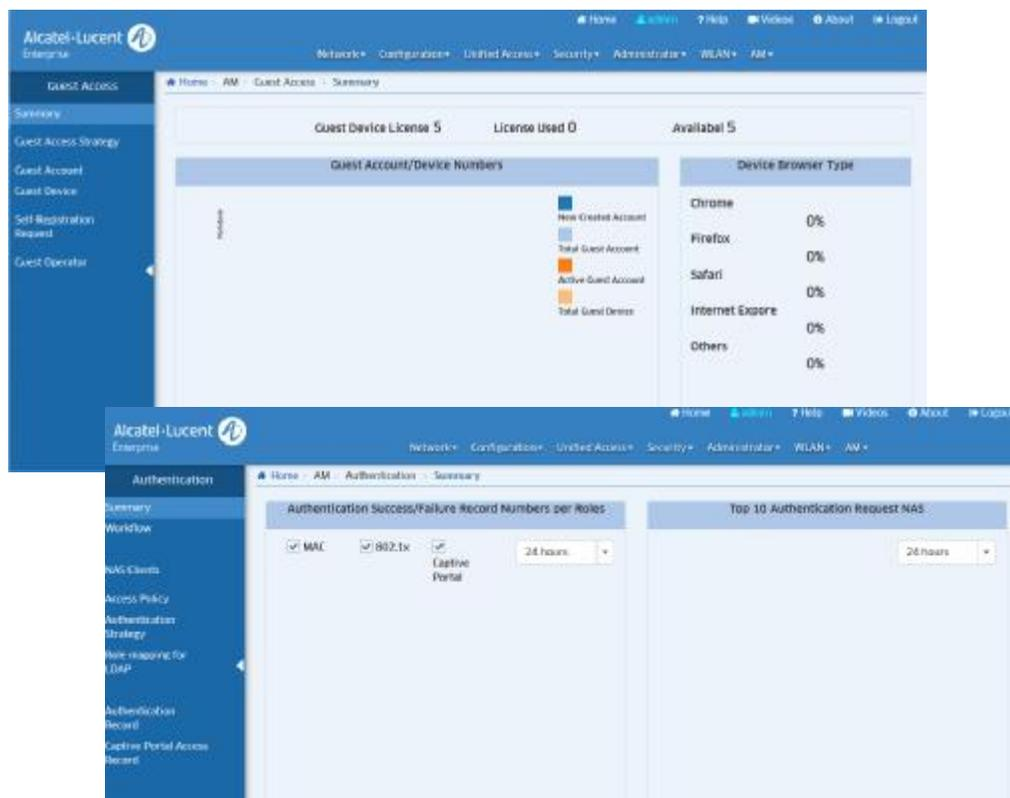 Home admin ? Help Videos About Logout
Alcatel-Lucent
Enterprise
Network Configuration Unified Access Security Administrator WLAN AM
Guest Access
Home AM Guest Access Summary
Summary
Guest Access Strategy
Guest Account
Guest Device
Self-Registration
Request
Guest Operator
Guest Device License 5 License Used 0 Availabel 5
Guest Account/Device Numbers
New Created Account
Total Guest Account
Active Guest Account
Total Guest Device
Device Browser Type
Chrome
0%
Firefox
0%
Safari
0%
Internet Expore
0%
Others
0%
Home admin ? Help Videos About Logout
Alcatel-Lucent
Enterprise
Network Configuration Unified Access Security Administrator WLAN AM
Authentication
Home AM Authentication Summary
Summary
Workflow
NAS Clients
Access Policy
Authentication
Strategy
Role mapping for
LDAP
Authentication
Record
Captive Portal Access
Record
Authentication Success/Failure Record Numbers per Roles
MAC 802.1x Captive
Portal
24 hours
Top 10 Authentication Request NAS
24 hours